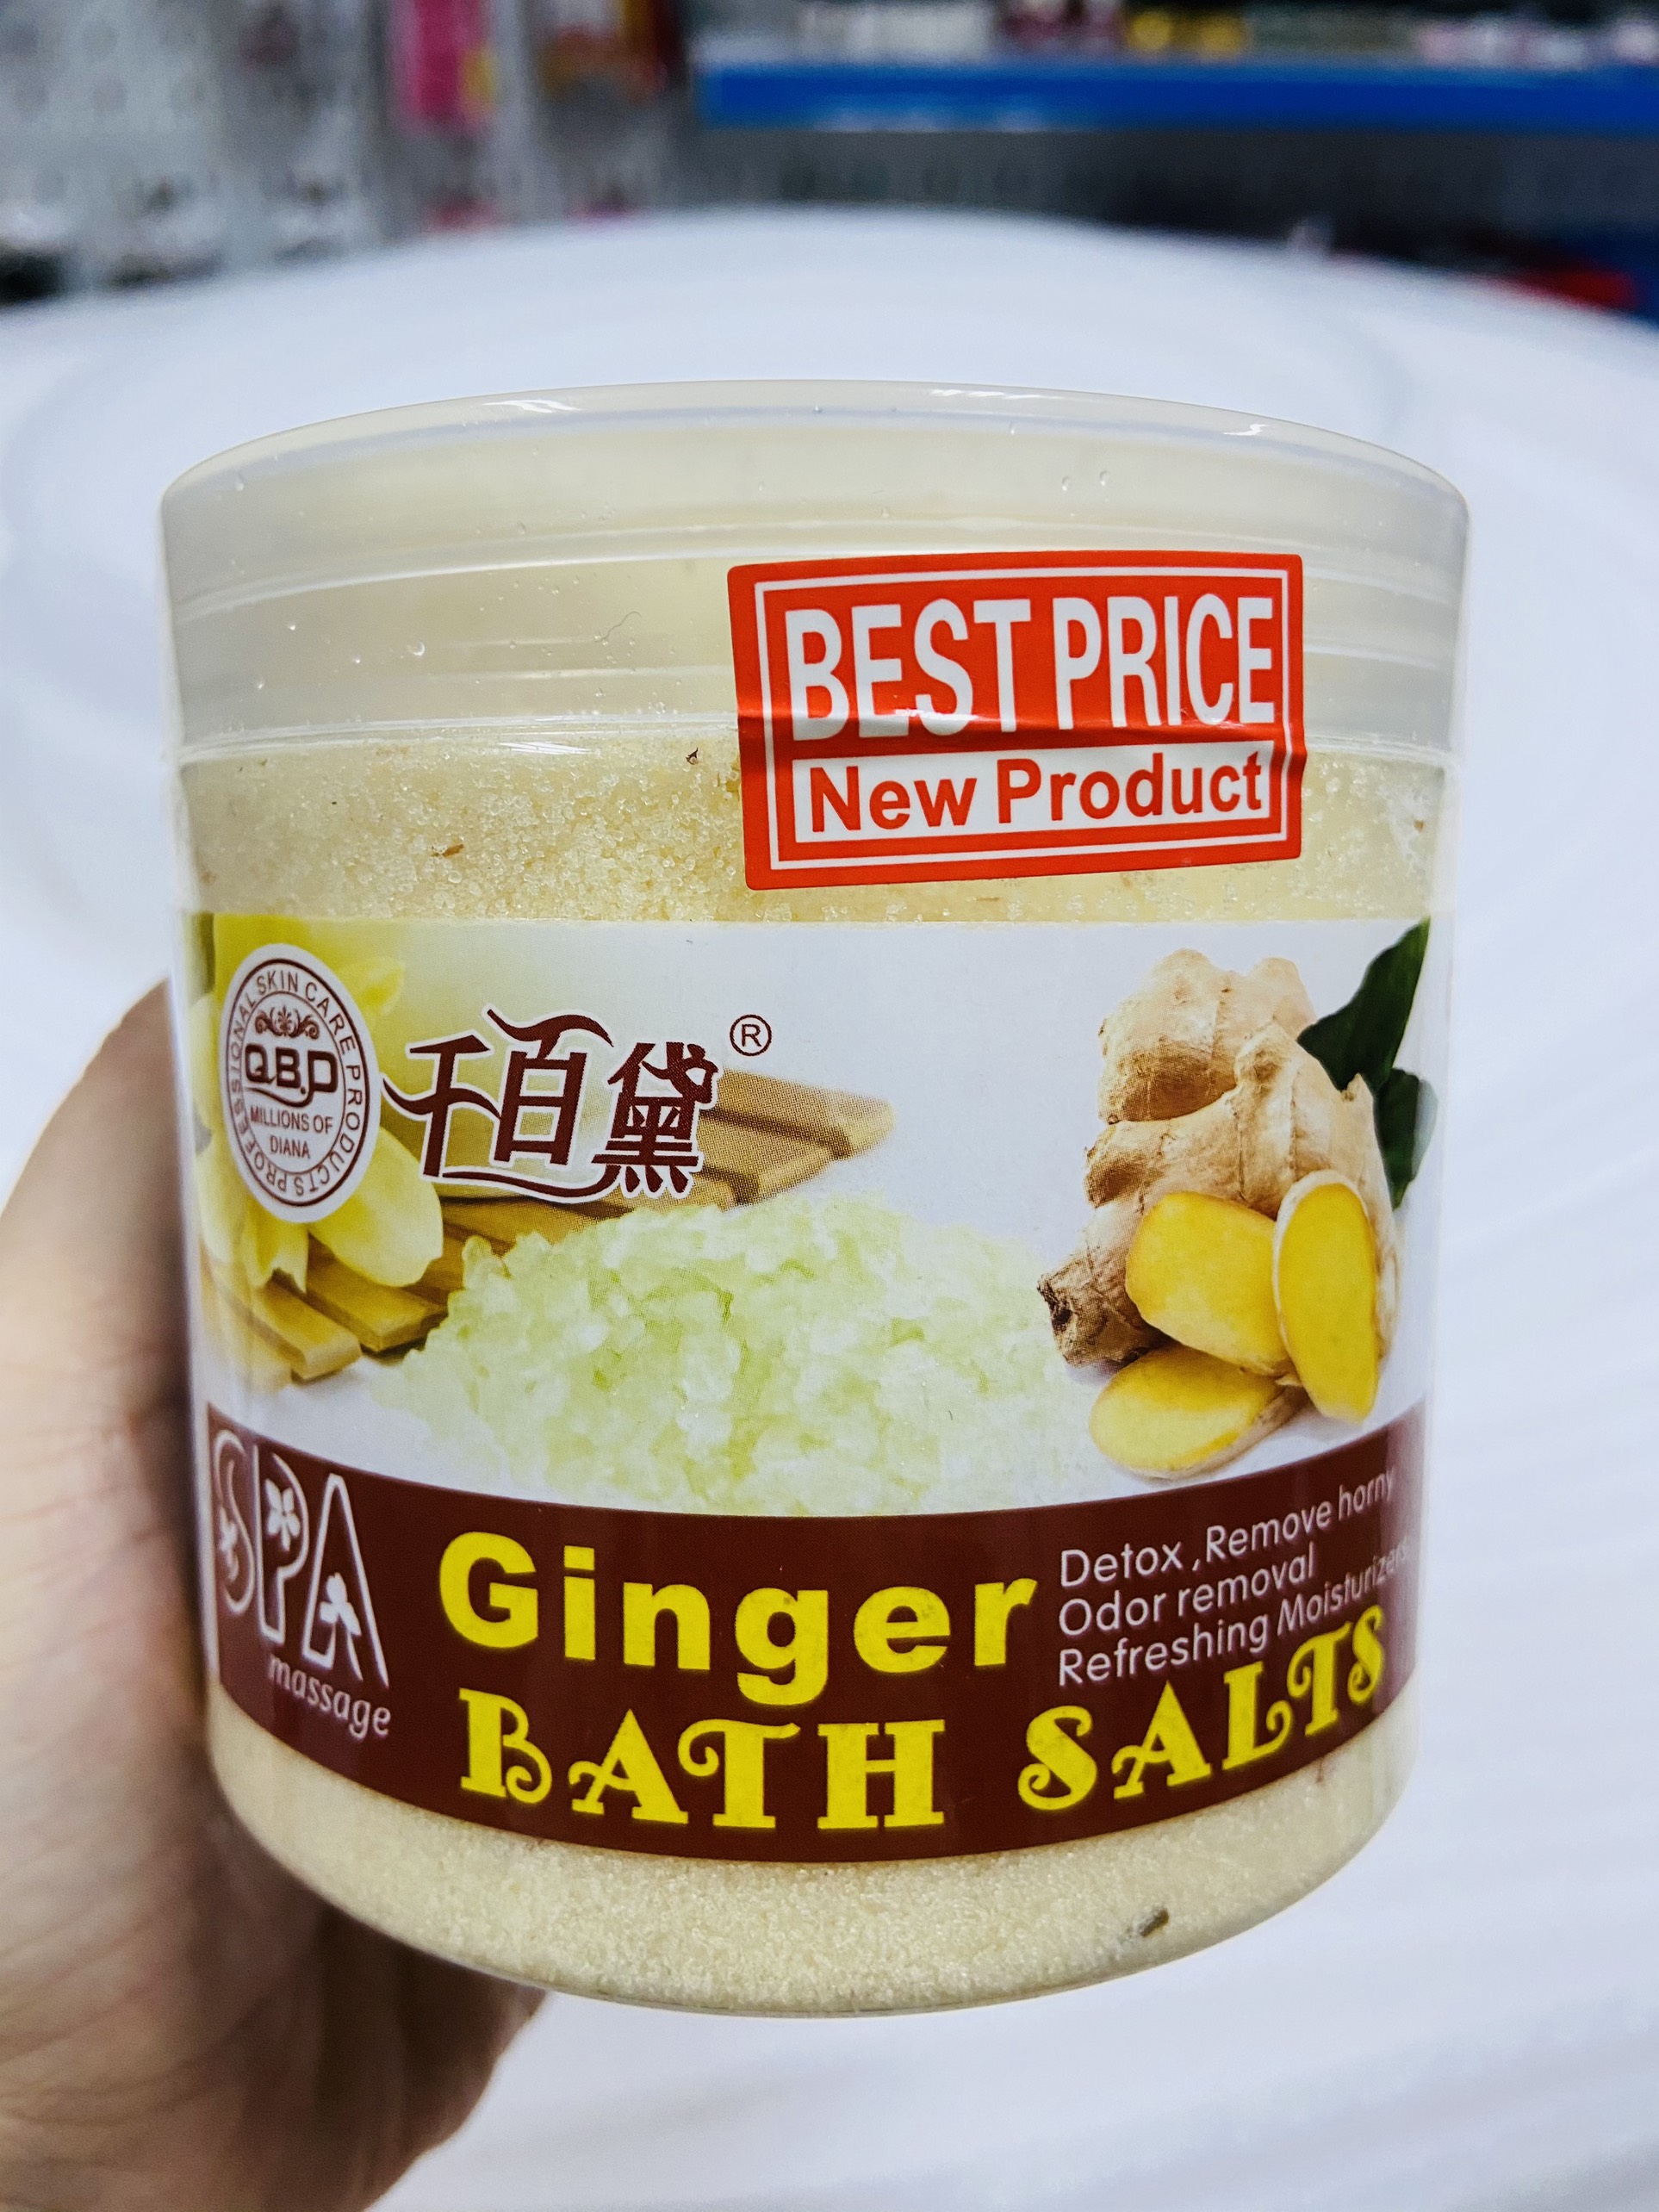 BEST PRICE
New Product
PROFESSIONAL SKIN CARE PRODUCTS
Q.B.D
MILLIONS OF
DIANA
千百黛®
SPA
massage
Ginger
Detox ,Remove horny
Odor removal
Refreshing Moisturizers
BATH SALTS